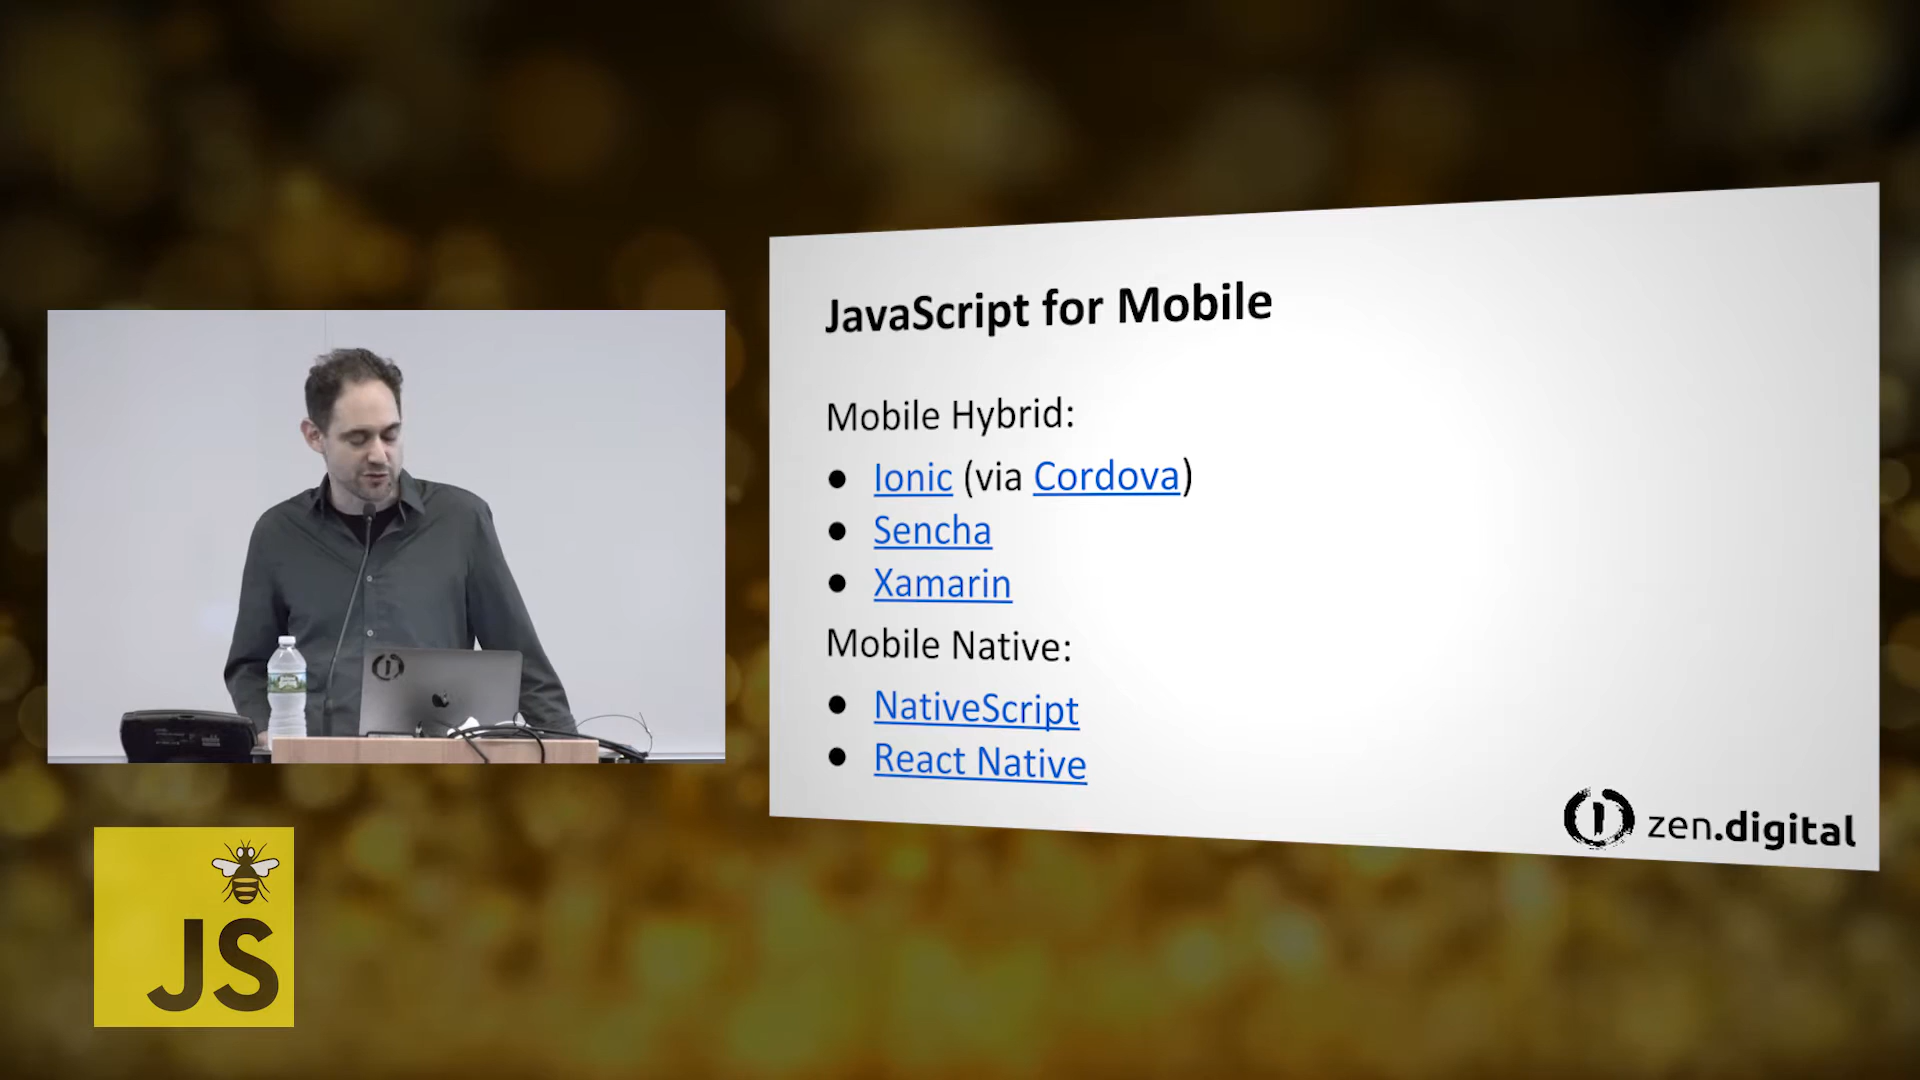 JavaScript for Mobile
Mobile Hybrid:
● Ionic (via Cordova)
● Sencha
● Xamarin
Mobile Native:
● NativeScript
● React Native
zen.digital
JS